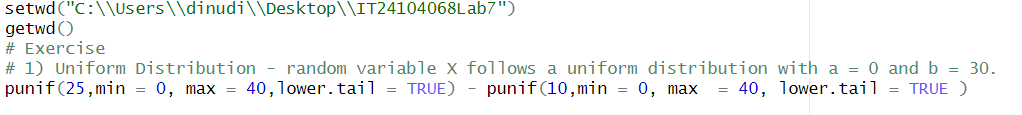 setwd("C:\\Users\\dinudi\\Desktop\\IT24104068Lab7")
getwd()
# Exercise
# 1) Uniform Distribution - random variable X follows a uniform distribution with a = 0 and b = 30.
punif(25,min = 0, max = 40,lower.tail = TRUE) - punif(10,min = 0, max  = 40, lower.tail = TRUE )